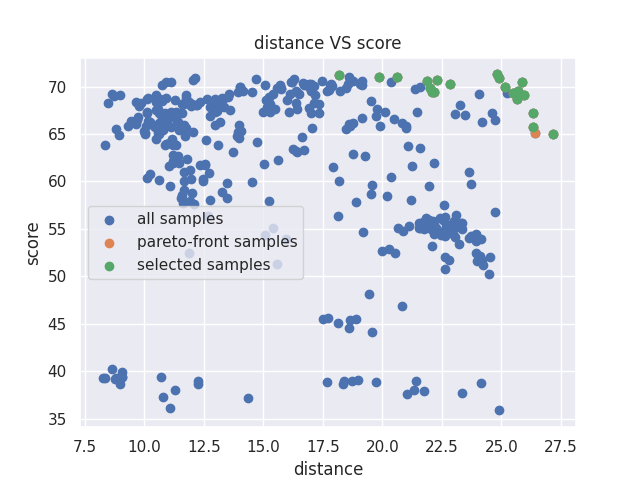 distance VS score
score
70
65
60
55
50
45
40
35
all samples
pareto-front samples
selected samples
7.5 10.0 12.5 15.0 17.5 20.0 22.5 25.0 27.5
distance